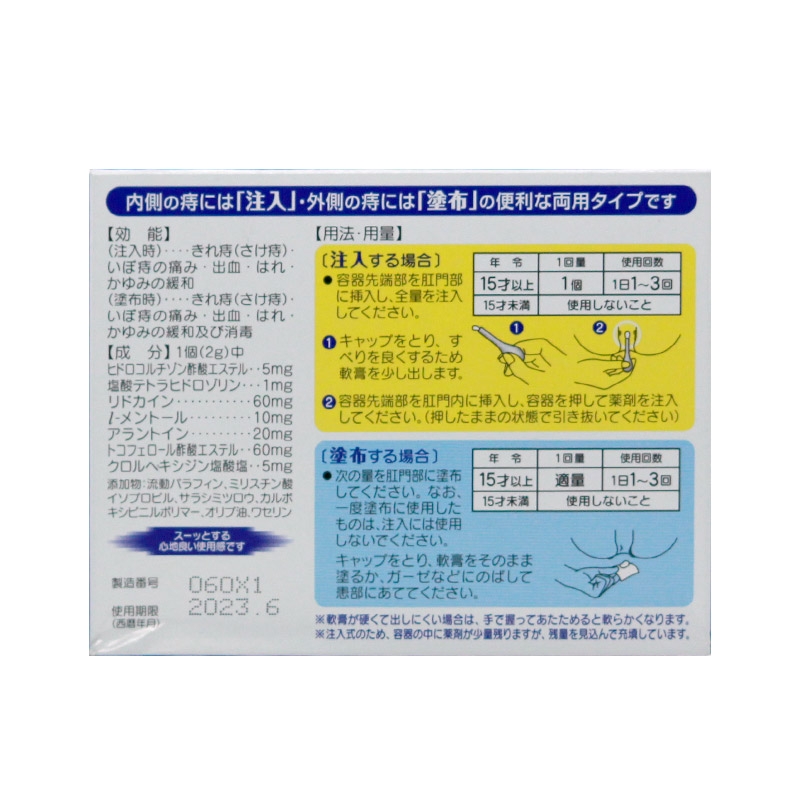 内側の痔には「注入」・外側の痔には「塗布」の便利な両用タイプです
【効　能】
(注入時)‥‥きれ痔(さけ痔)・
いぼ痔の痛み・出血・はれ・
かゆみの緩和
(塗布時)‥‥きれ痔(さけ痔)・
いぼ痔の痛み・出血・はれ・
かゆみの緩和及び消毒
【成　分】1個(2g)中
ヒドロコルチゾン酢酸エステル‥5mg
塩酸テトラヒドロゾリン‥‥1mg
リドカイン‥‥‥‥‥‥60mg
l-メントール‥‥‥‥‥10mg
アラントイン‥‥‥‥‥20mg
トコフェロール酢酸エステル‥60mg
クロルヘキシジン塩酸塩‥5mg
添加物:流動パラフィン、ミリスチン酸
イソプロピル、サラシミツロウ、カルボ
キシビニルポリマー、オリブ油、ワセリン
スーッとする
心地良い使用感です
製造番号 060X1
使用期限 2023.6
(西暦年月)
【用法・用量】
〔注入する場合〕
●容器先端部を肛門部
に挿入し、全量を注入
してください。
年 令 1回量 使用回数
15才以上 1個 1日1〜3回
15才未満 使用しないこと
❶キャップをとり、す
べりを良くするため
軟膏を少し出します。
❶ ❷
❷容器先端部を肛門内に挿入し、容器を押して薬剤を注入
してください。(押したままの状態で引き抜いてください)
〔塗布する場合〕
●次の量を肛門部に塗布
してください。なお、
一度塗布に使用した
ものは、注入には使用
しないでください。
年 令 1回量 使用回数
15才以上 適量 1日1〜3回
15才未満 使用しないこと
キャップをとり、軟膏をそのまま
塗るか、ガーゼなどにのばして
患部にあててください。
※軟膏が硬くて出しにくい場合は、手で握ってあたためると軟らかくなります。
※注入式のため、容器の中に薬剤が少量残りますが、残量を見込んで充填しています。